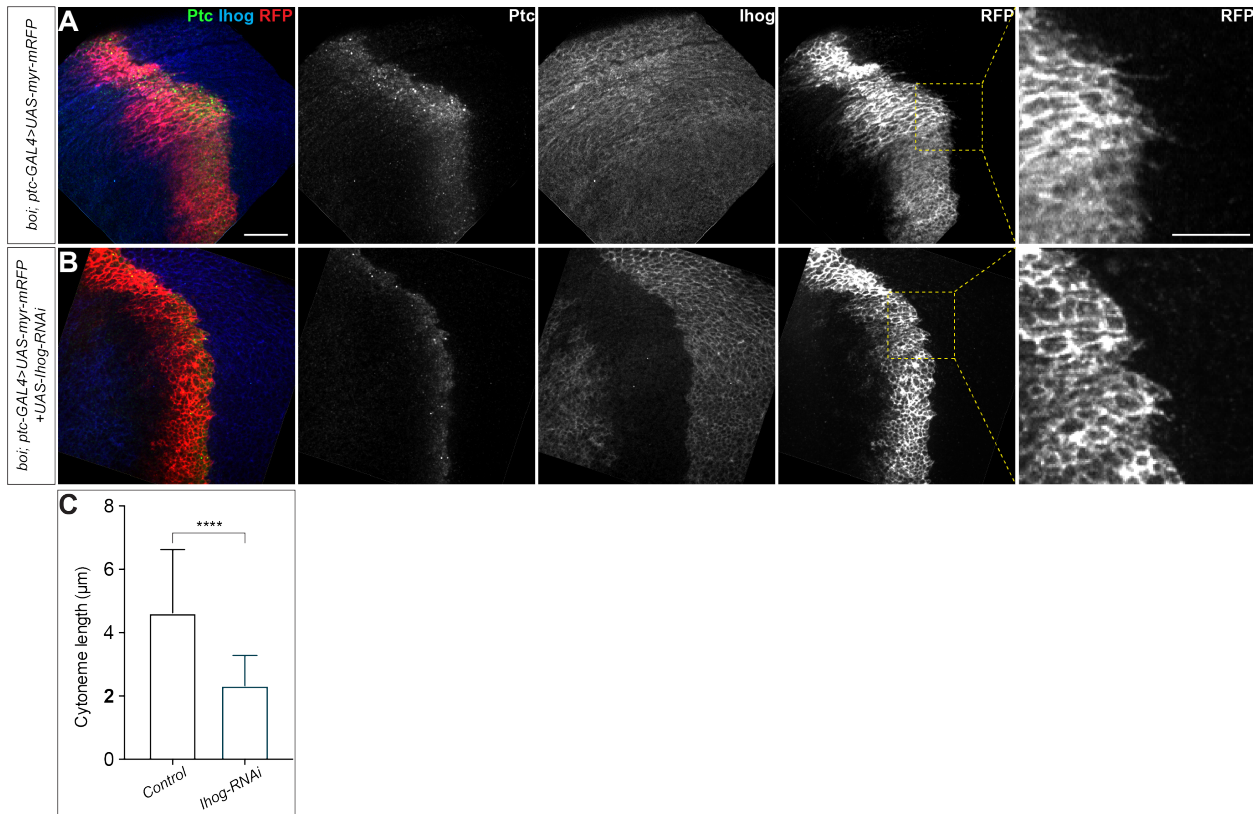 A
Ptc Ihog RFP
Ptc
Ihog
RFP
RFP
boi; ptc-GAL4>UAS-myr-mRFP
B
boi; ptc-GAL4>UAS-myr-mRFP
+UAS-Ihog-RNAi
C
Cytoneme length (μm)
8
6
4
2
0
****
Control
Ihog-RNAi